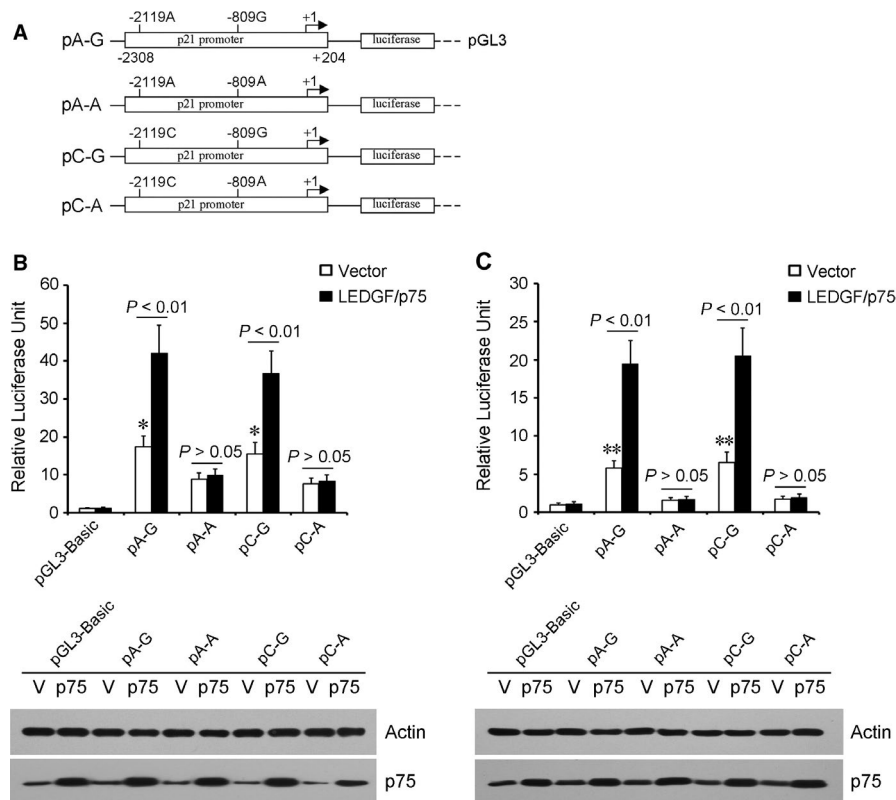 A
-2119A -809G +1
pA-G p21 promoter luciferase pGL3
-2308 +204
-2119A -809A +1
pA-A p21 promoter luciferase
-2119C -809G +1
pC-G p21 promoter luciferase
-2119C -809A +1
pC-A p21 promoter luciferase
B
Relative Luciferase Unit
60
50
40
30
20
10
0
Vector
LEDGF/p75
P < 0.01
P < 0.01
* *
P > 0.05
P > 0.05
pGL3-Basic pA-G pA-A pC-G pC-A
pGL3-Basic pA-G pA-A pC-G pC-A
V p75 V p75 V p75 V p75 V p75
Actin
p75
C
Relative Luciferase Unit
30
25
20
15
10
5
0
Vector
LEDGF/p75
P < 0.01
P < 0.01
** **
P > 0.05
P > 0.05
pGL3-Basic pA-G pA-A pC-G pC-A
pGL3-Basic pA-G pA-A pC-G pC-A
V p75 V p75 V p75 V p75 V p75
Actin
p75